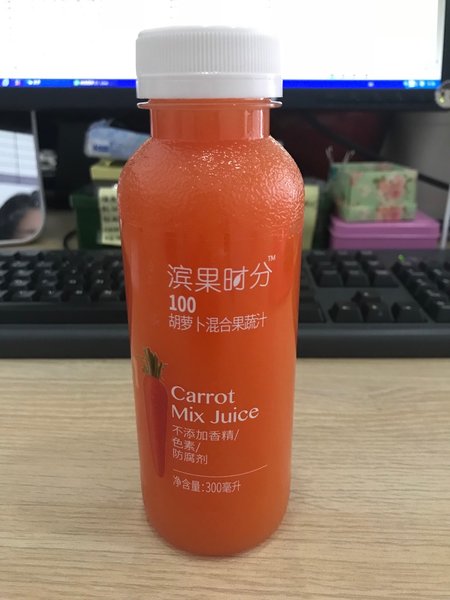 滨果时分™
100
胡萝卜混合果蔬汁
Carrot
Mix Juice
不添加香精/
色素/
防腐剂
净含量:300毫升